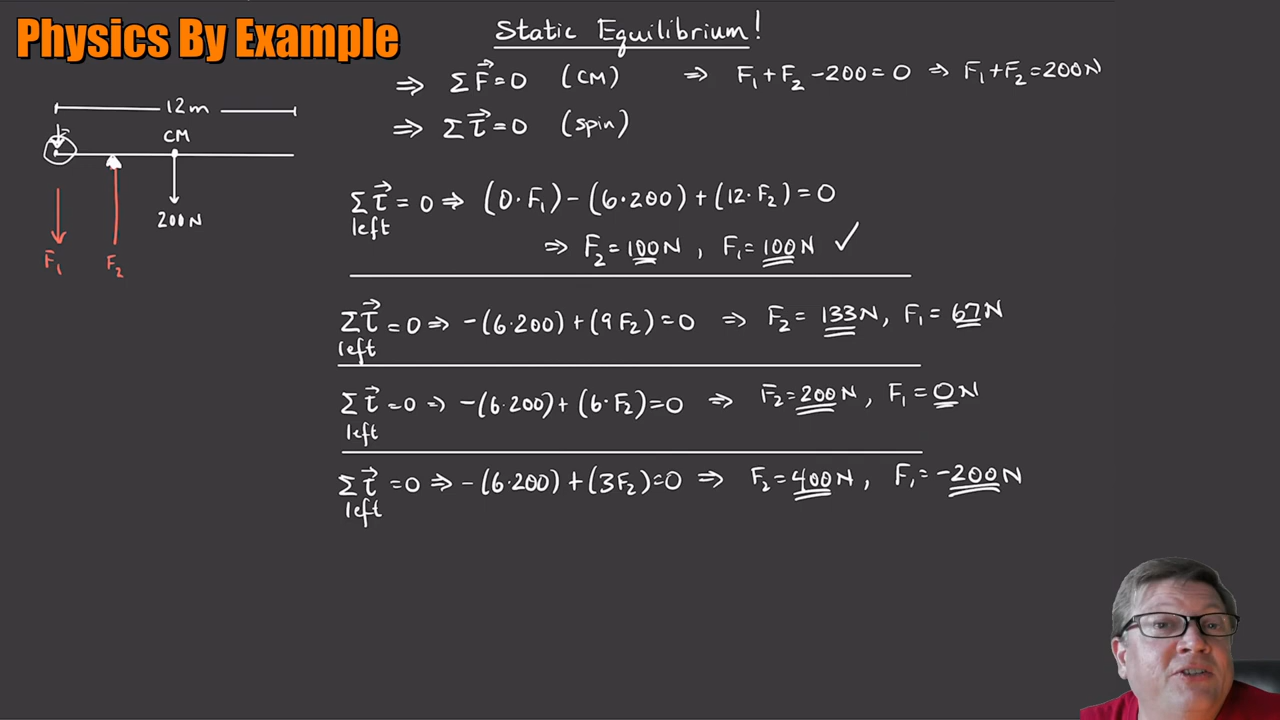 Physics By Example
Static Equilibrium!
⇒ ΣF⃗=0 (CM) ⇒ F₁+F₂-200=0 ⇒ F₁+F₂=200N
⇒ Στ⃗=0 (spin)
12m
CM
200N
F₁ F₂
Στ⃗=0 ⇒ (0·F₁)-(6·200)+(12·F₂)=0
left
⇒ F₂=100N, F₁=100N ✓
Στ⃗=0 ⇒ -(6·200)+(9F₂)=0 ⇒ F₂=133N, F₁=67N
left
Στ⃗=0 ⇒ -(6·200)+(6·F₂)=0 ⇒ F₂=200N, F₁=0N
left
Στ⃗=0 ⇒ -(6·200)+(3F₂)=0 ⇒ F₂=400N, F₁=-200N
left